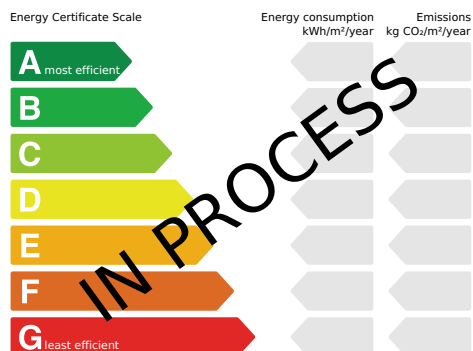 Energy Certificate Scale
Energy consumption
kWh/m²/year
Emissions
kg CO₂/m²/year
A most efficient
B
C
D
E
F
G least efficient
IN PROCESS